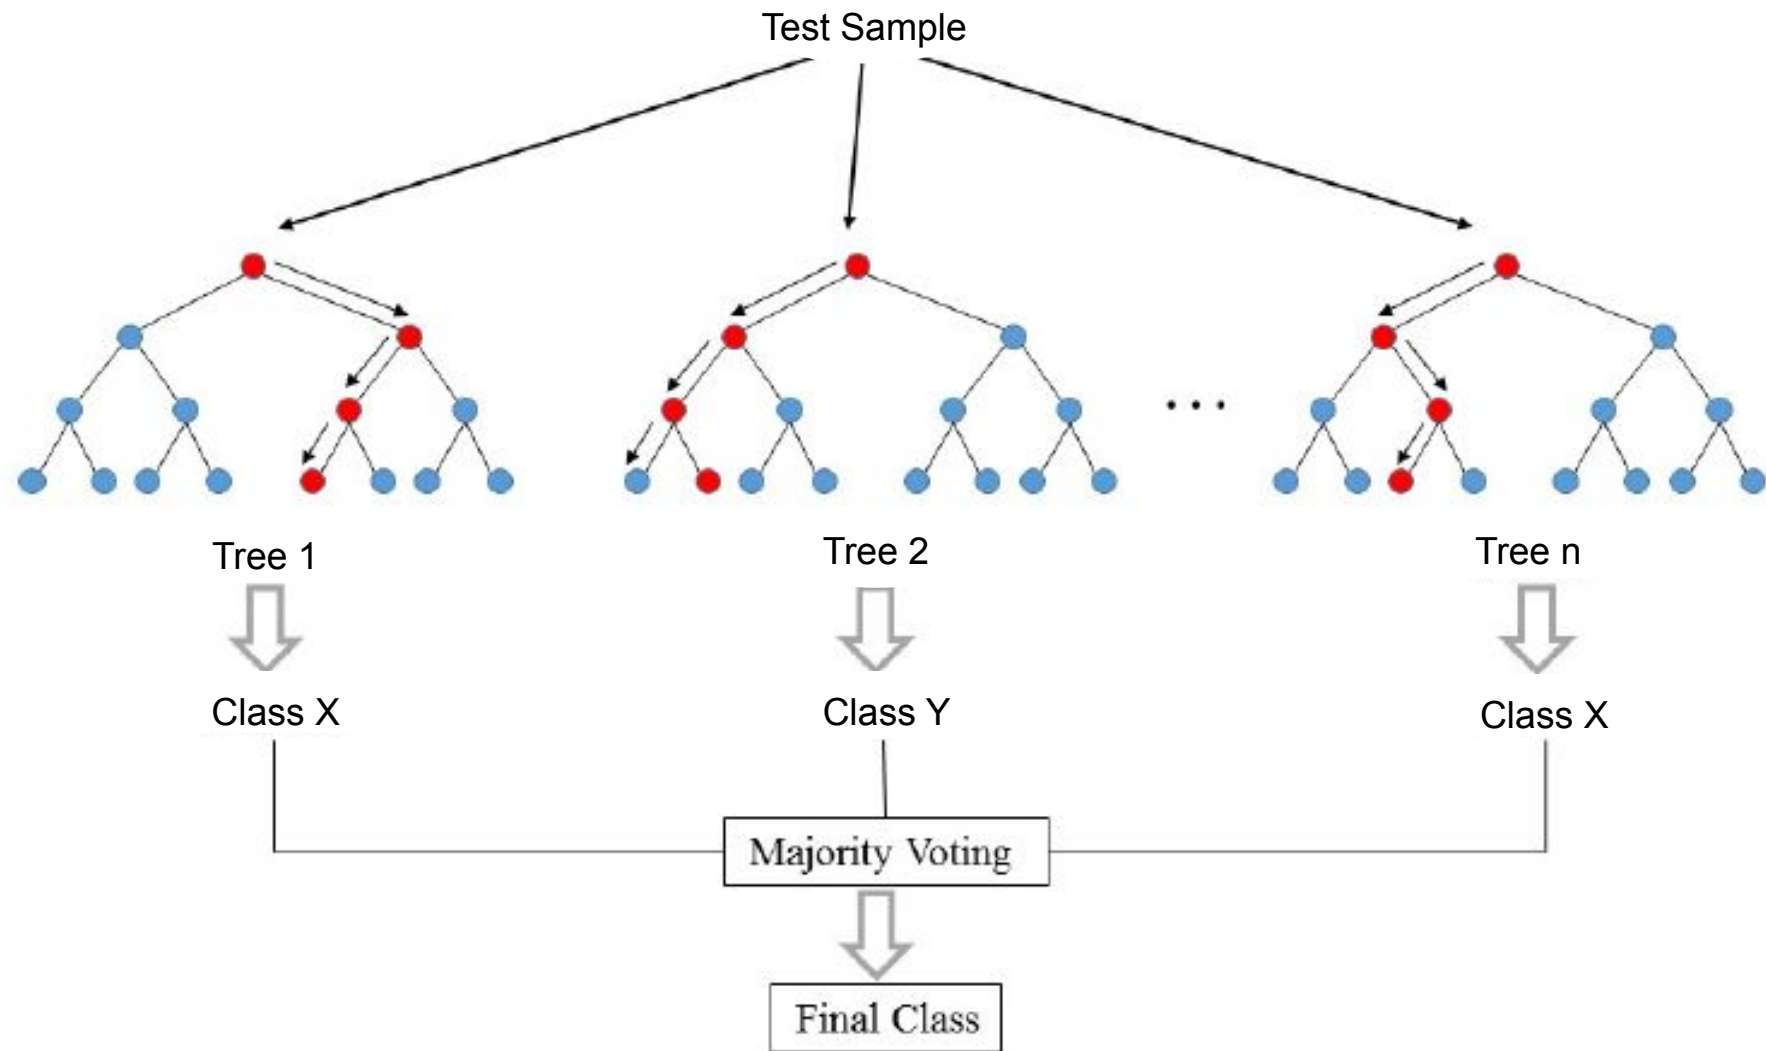 Test Sample
Tree 1
Tree 2
Tree n
Class X
Class Y
Class X
Majority Voting
Final Class